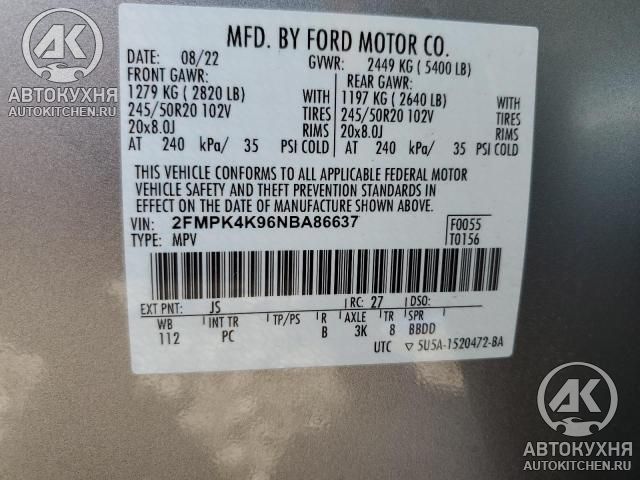 MFD. BY FORD MOTOR CO.
DATE: 08/22 GVWR: 2449 KG ( 5400 LB)
FRONT GAWR: REAR GAWR:
1279 KG ( 2820 LB) WITH 1197 KG ( 2640 LB) WITH
245/50R20 102V TIRES 245/50R20 102V TIRES
20x8.0J RIMS 20x8.0J RIMS
AT 240 kPa/ 35 PSI COLD AT 240 kPa/ 35 PSI COLD
THIS VEHICLE CONFORMS TO ALL APPLICABLE FEDERAL MOTOR
VEHICLE SAFETY AND THEFT PREVENTION STANDARDS IN
EFFECT ON THE DATE OF MANUFACTURE SHOWN ABOVE.
VIN: 2FMPK4K96NBA86637 F0055
TYPE: MPV T0156
EXT PNT: JS RC: 27 DSO:
WB INT TR TP/PS R AXLE TR SPR
112 PC B 3K 8 BBDD
UTC ▽5U5A-1520472-BA
АК
АВТОКУХНЯ
AUTOKITCHEN.RU
АК
АВТОКУХНЯ
AUTOKITCHEN.RU